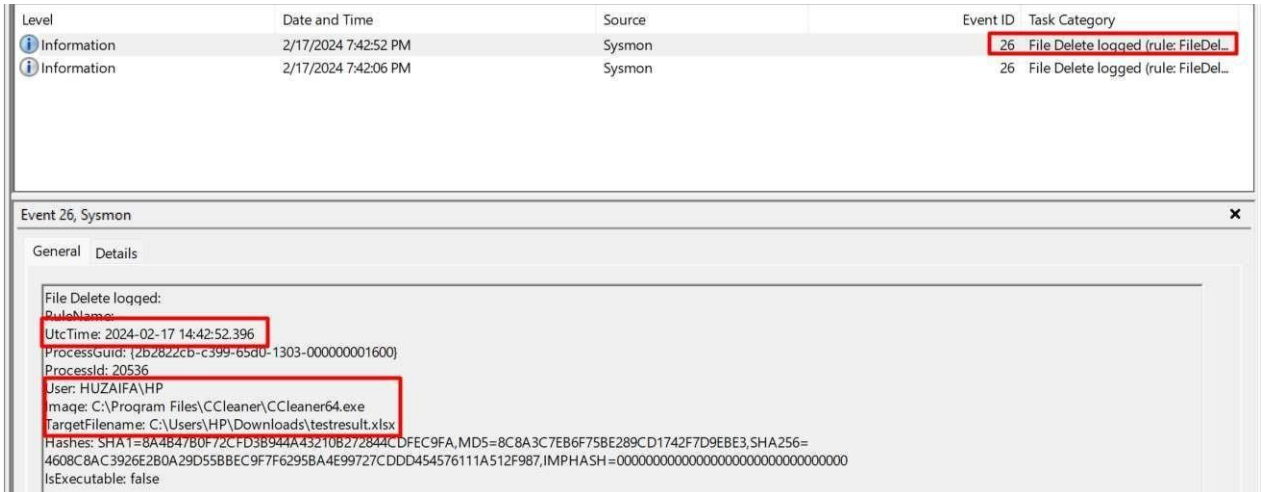 Level Date and Time Source Event ID Task Category
Information 2/17/2024 7:42:52 PM Sysmon 26 File Delete logged (rule: FileDel...
Information 2/17/2024 7:42:06 PM Sysmon 26 File Delete logged (rule: FileDel...
Event 26, Sysmon
General Details
File Delete logged:
RuleName:
UtcTime: 2024-02-17 14:42:52.396
ProcessGuid: {2b2822cb-c399-65d0-1303-000000001600}
ProcessId: 20536
User: HUZAIFA\HP
Image: C:\Program Files\CCleaner\CCleaner64.exe
TargetFilename: C:\Users\HP\Downloads\testresult.xlsx
Hashes: SHA1=8A4B47B0F72CFD3B944A43210B272844CDFEC9FA,MD5=8C8A3C7EB6F75BE289CD1742F7D9EBE3,SHA256=
4608C8AC3926E2B0A29D55BBEC9F7F6295BA4E99727CDDD454576111A512F987,IMPHASH=00000000000000000000000000000000
IsExecutable: false